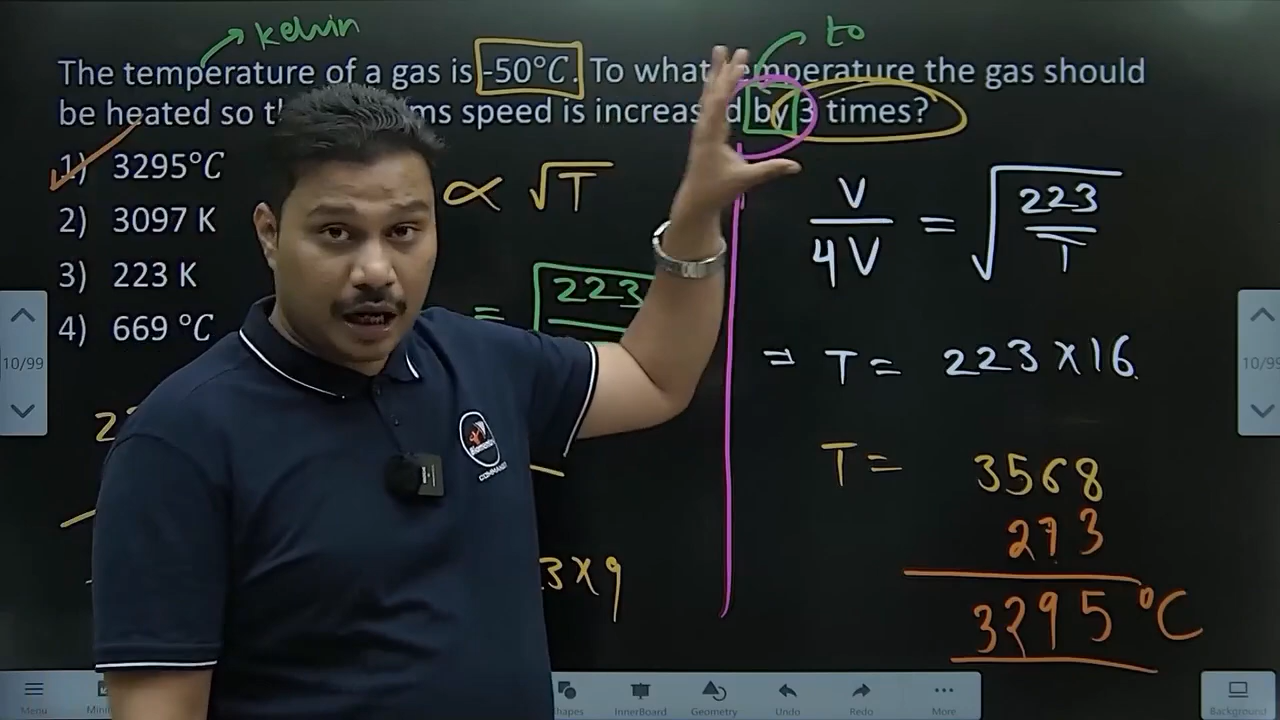 kelvin
to
The temperature of a gas is -50°C. To what temperature the gas should
be heated so ms speed is increased by 3 times?
1) 3295°C
2) 3097 K
3) 223 K
4) 669 °C
∝ √T
= 223
3×9
V/4V = √223/T
⇒ T = 223×16
T = 3568
273
3295 °C
10/99
10/99
Menu
Shapes
InnerBoard
Geometry
Undo
Redo
More
Background